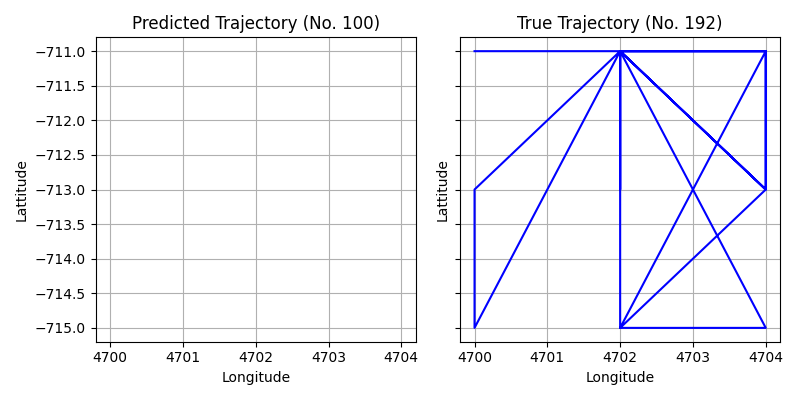 Predicted Trajectory (No. 100)
True Trajectory (No. 192)
−711.0
−711.5
−712.0
−712.5
−713.0
−713.5
−714.0
−714.5
−715.0
Lattitude
Lattitude
4700 4701 4702 4703 4704
4700 4701 4702 4703 4704
Longitude
Longitude